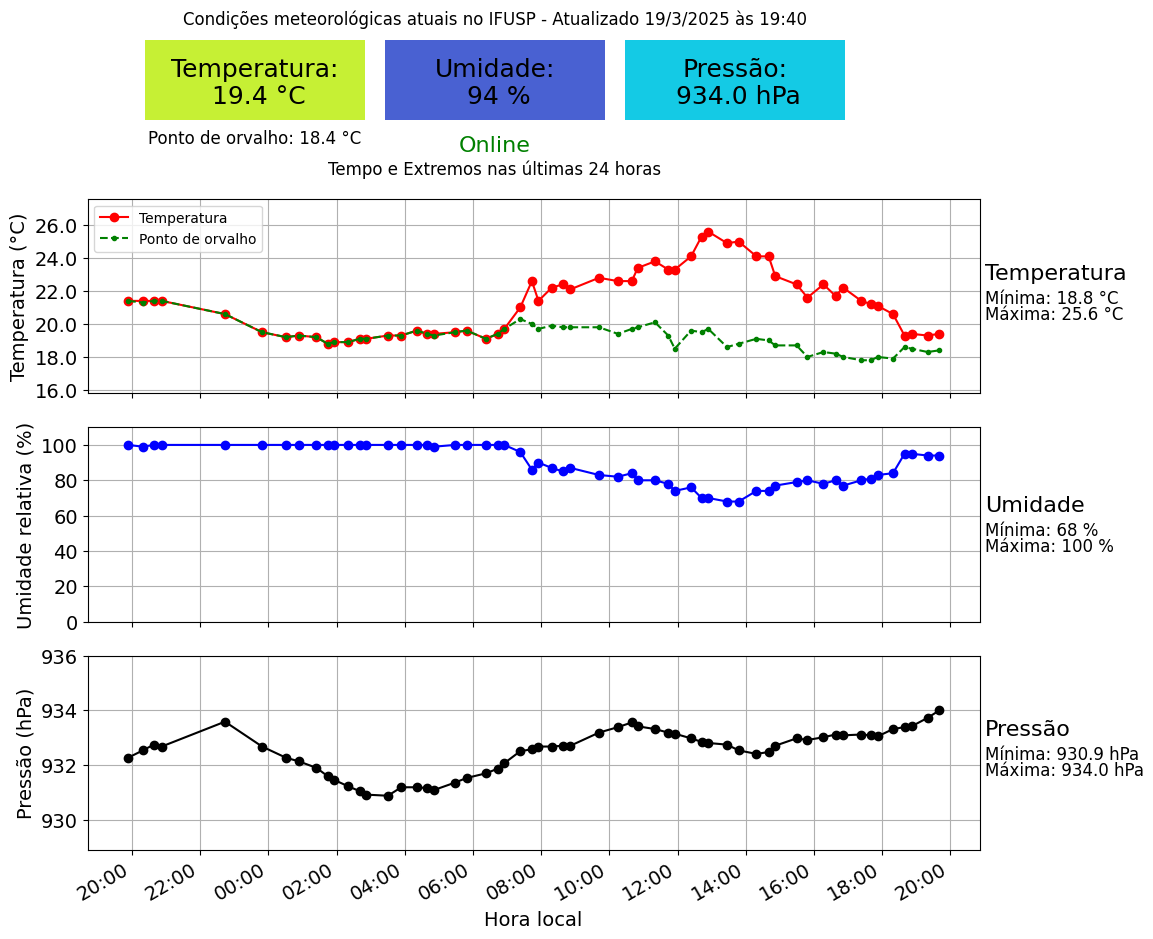 Condições meteorológicas atuais no IFUSP - Atualizado 19/3/2025 às 19:40
Temperatura:
19.4 °C
Umidade:
94 %
Pressão:
934.0 hPa
Ponto de orvalho: 18.4 °C
Online
Tempo e Extremos nas últimas 24 horas
Temperatura (°C)
26.0
24.0
22.0
20.0
18.0
16.0
Temperatura
Ponto de orvalho
Temperatura
Mínima: 18.8 °C
Máxima: 25.6 °C
Umidade relativa (%)
100
80
60
40
20
0
Umidade
Mínima: 68 %
Máxima: 100 %
Pressão (hPa)
936
934
932
930
Pressão
Mínima: 930.9 hPa
Máxima: 934.0 hPa
20:00
22:00
00:00
02:00
04:00
06:00
08:00
10:00
12:00
14:00
16:00
18:00
20:00
Hora local